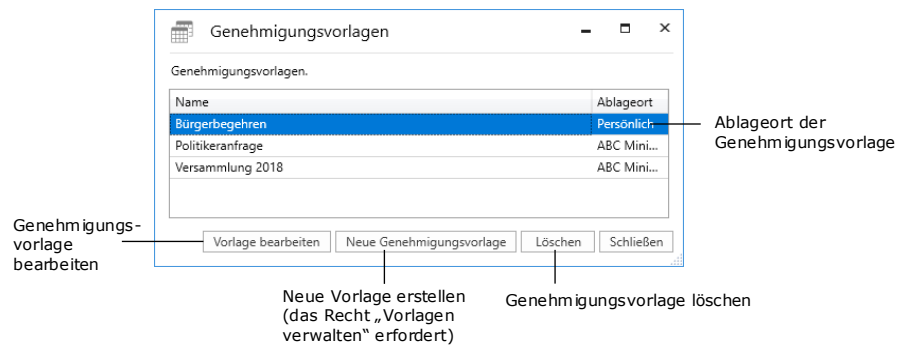 Genehmigungsvorlagen
Genehmigungsvorlagen.
Name Ablageort
Bürgerbegehren Persönlich
Politikeranfrage ABC Mini...
Versammlung 2018 ABC Mini...
Ablageort der
Genehmigungsvorlage
Genehmigungs-
vorlage
bearbeiten
Vorlage bearbeiten Neue Genehmigungsvorlage Löschen Schließen
Neue Vorlage erstellen
(das Recht „Vorlagen
verwalten“ erfordert)
Genehmigungsvorlage löschen